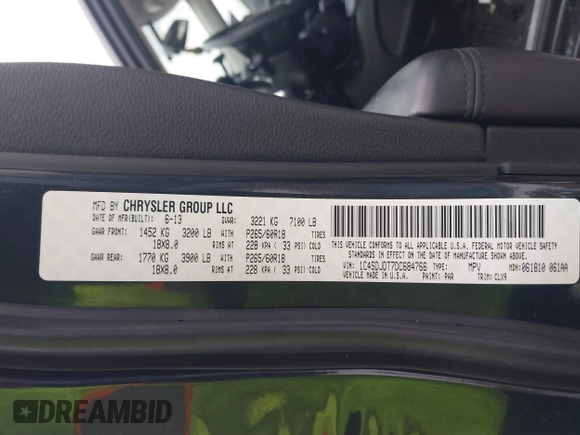 MFD BY CHRYSLER GROUP LLC
DATE OF MFR(BUILT): 6-13 GVWR: 3221 KG 7100 LB
GAWR FRONT: 1452 KG 3200 LB P265/60R18 TIRES
18X8.0 RIMS AT 228 KPA ( 33 PSI) COLD
GAWR REAR: 1770 KG 3900 LB P265/60R18 TIRES
18X8.0 RIMS AT 228 KPA ( 33 PSI) COLD
THIS VEHICLE CONFORMS TO ALL APPLICABLE U.S.A. FEDERAL MOTOR VEHICLE SAFETY
STANDARDS IN EFFECT ON THE DATE OF MANUFACTURE SHOWN ABOVE
VIN: 1C4SDJDT7DC684766 TYPE: MPV MDH: 061810 061AA
VEHICLE MADE IN U.S.A. PAINT: PAR TRIM: CLX9
DREAMBID